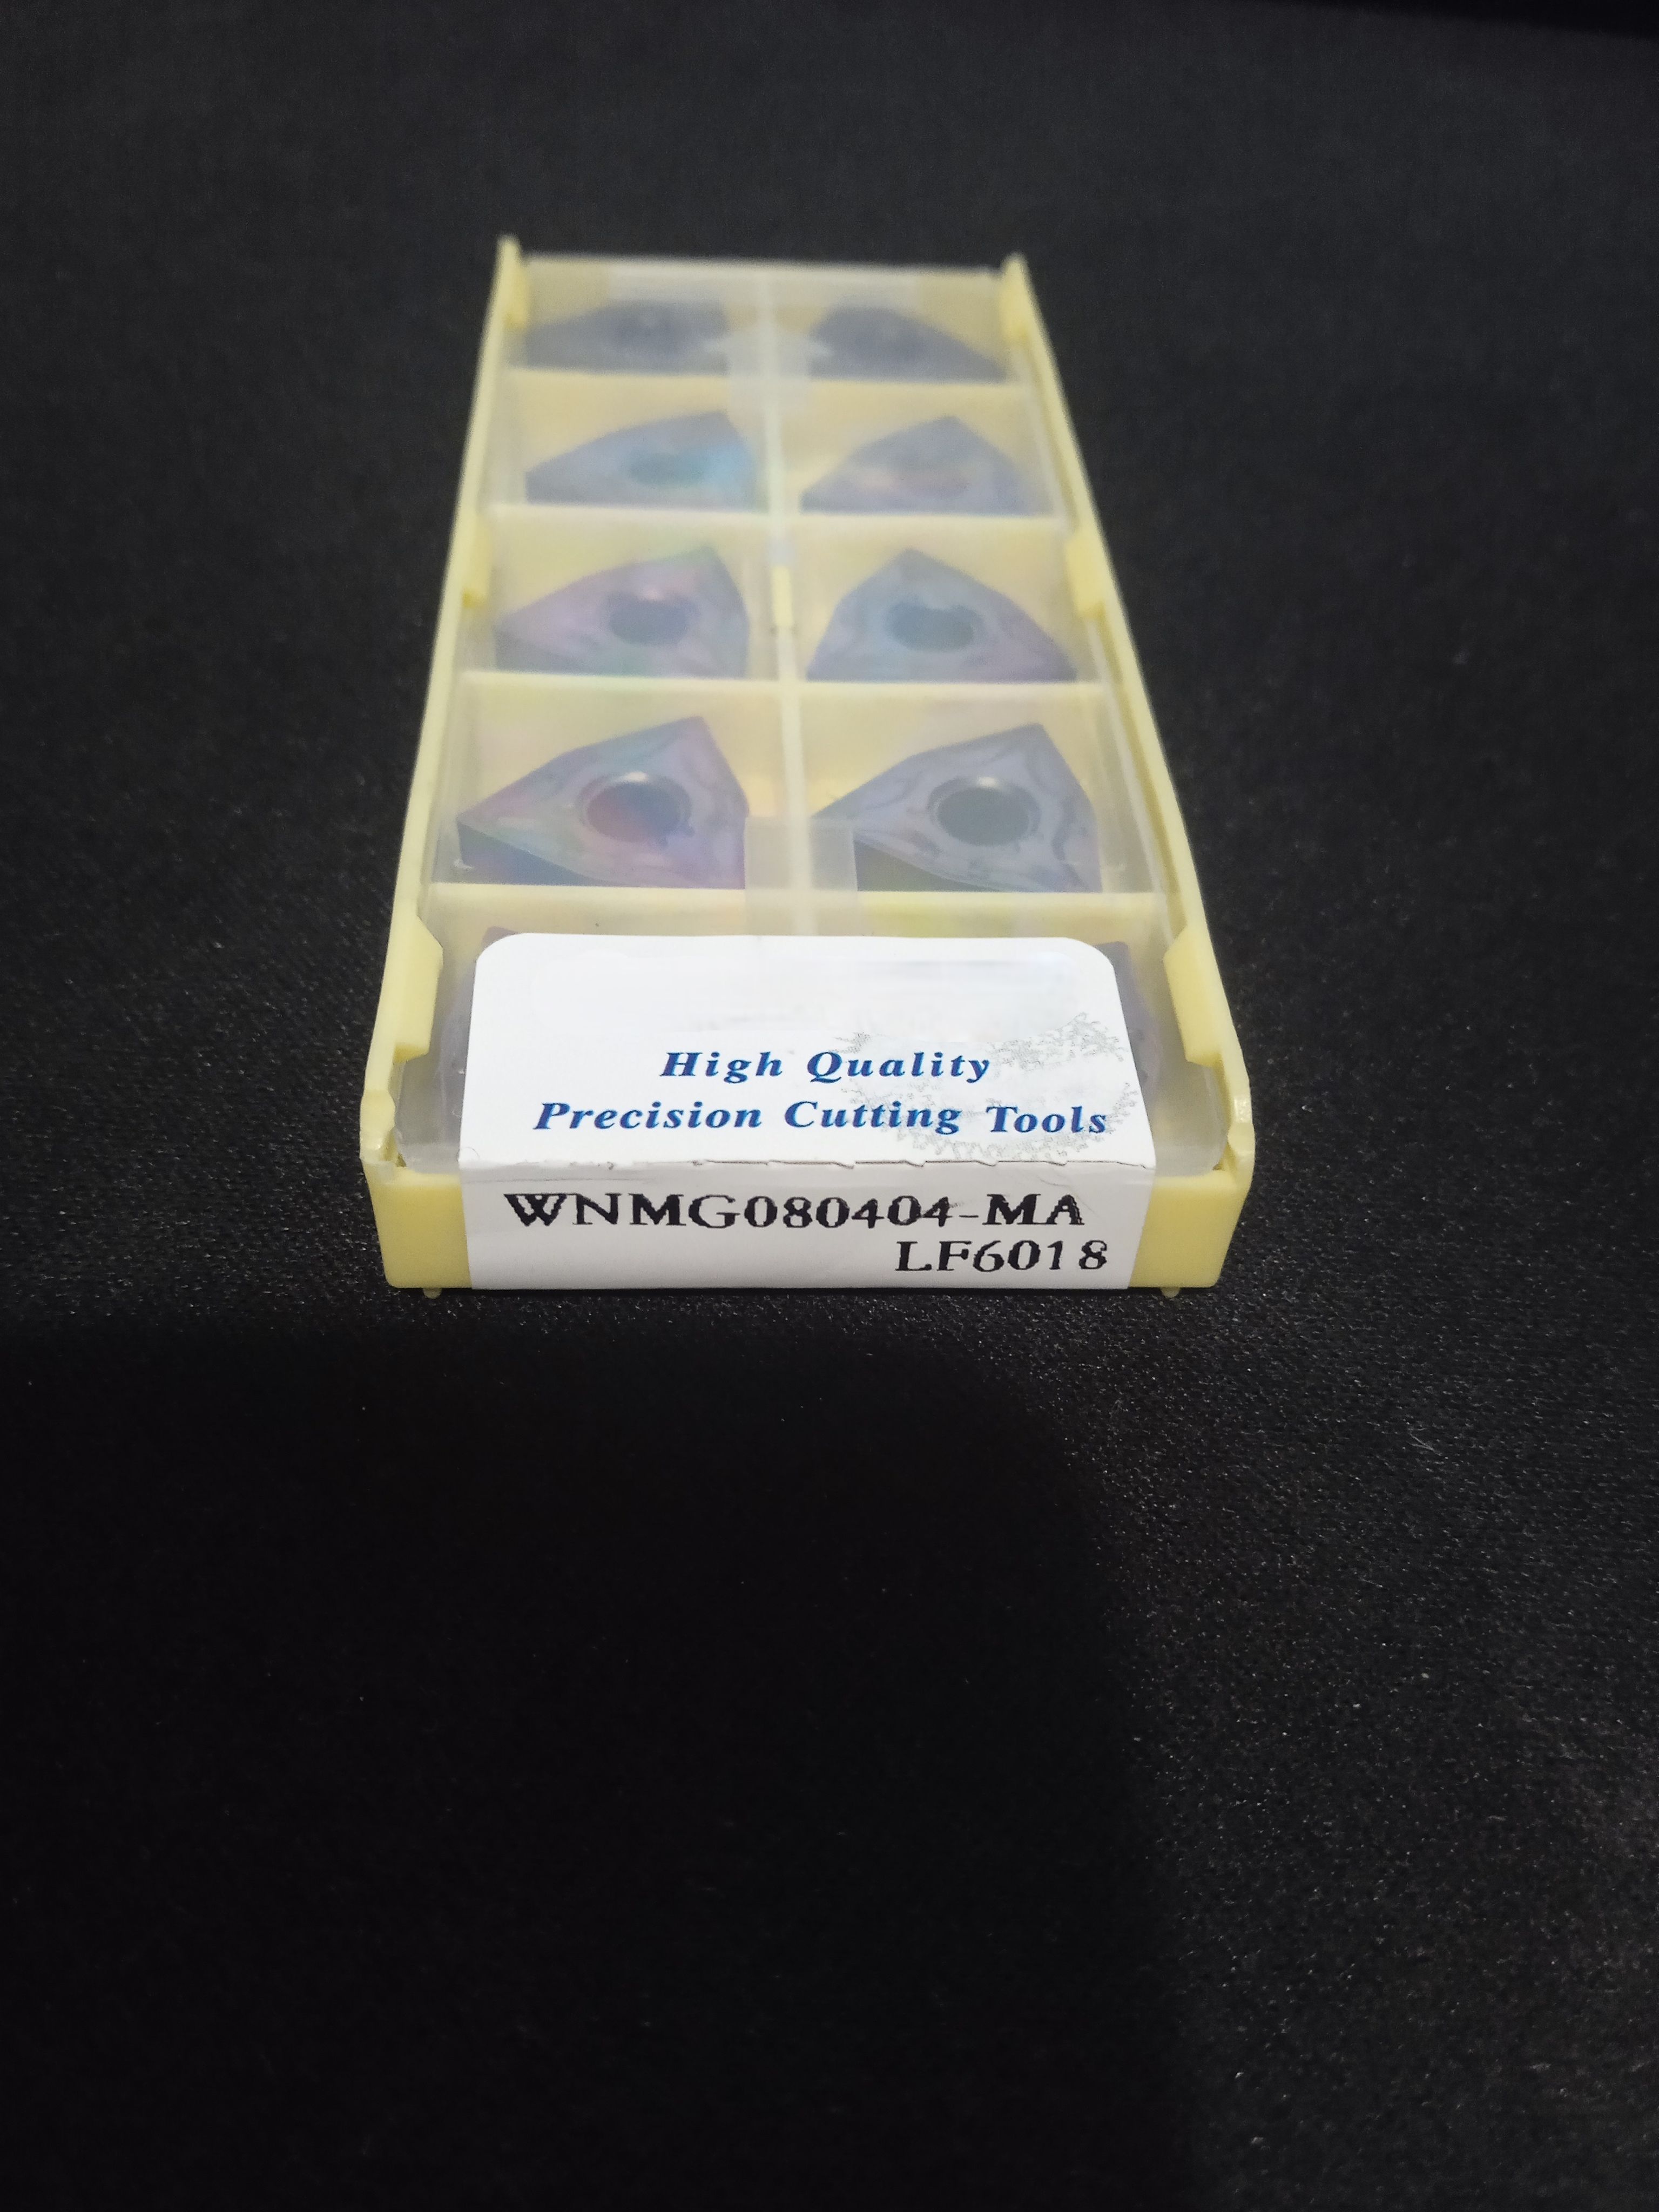 High Quality
Precision Cutting Tools
WNMG080404-MA
LF6018